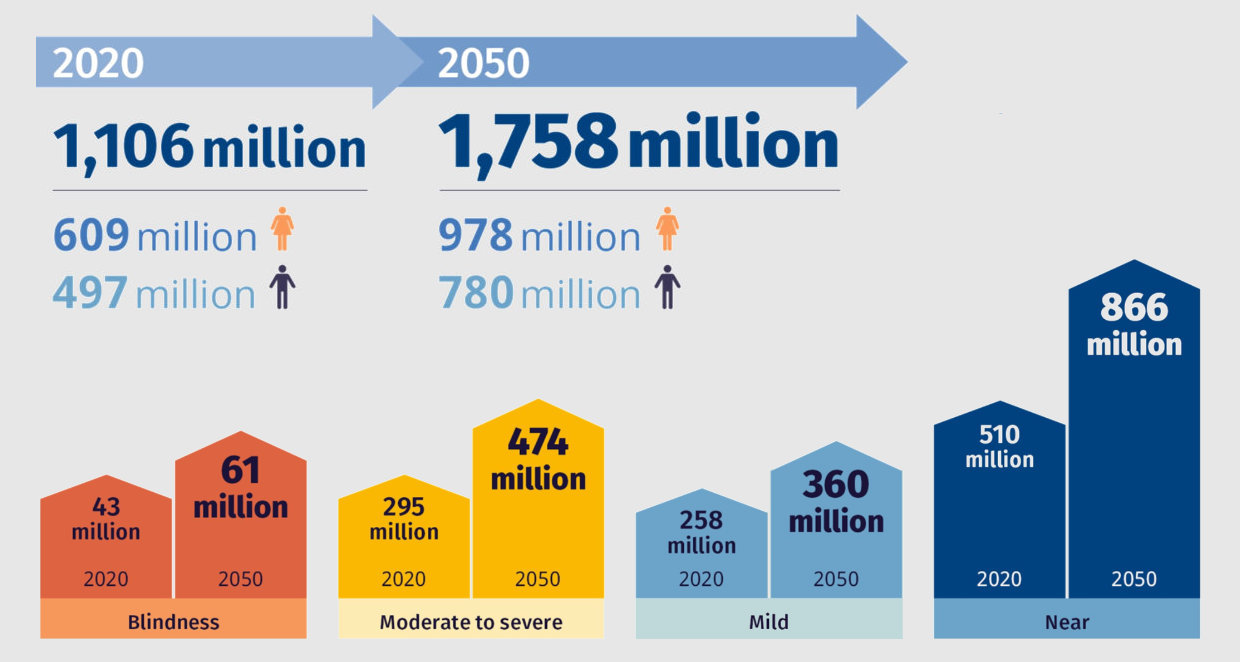 2020
1,106 million
609 million
497 million
2050
1,758 million
978 million
780 million
43
million
2020
61
million
2050
Blindness
295
million
2020
474
million
2050
Moderate to severe
258
million
2020
360
million
2050
Mild
510
million
2020
866
million
2050
Near